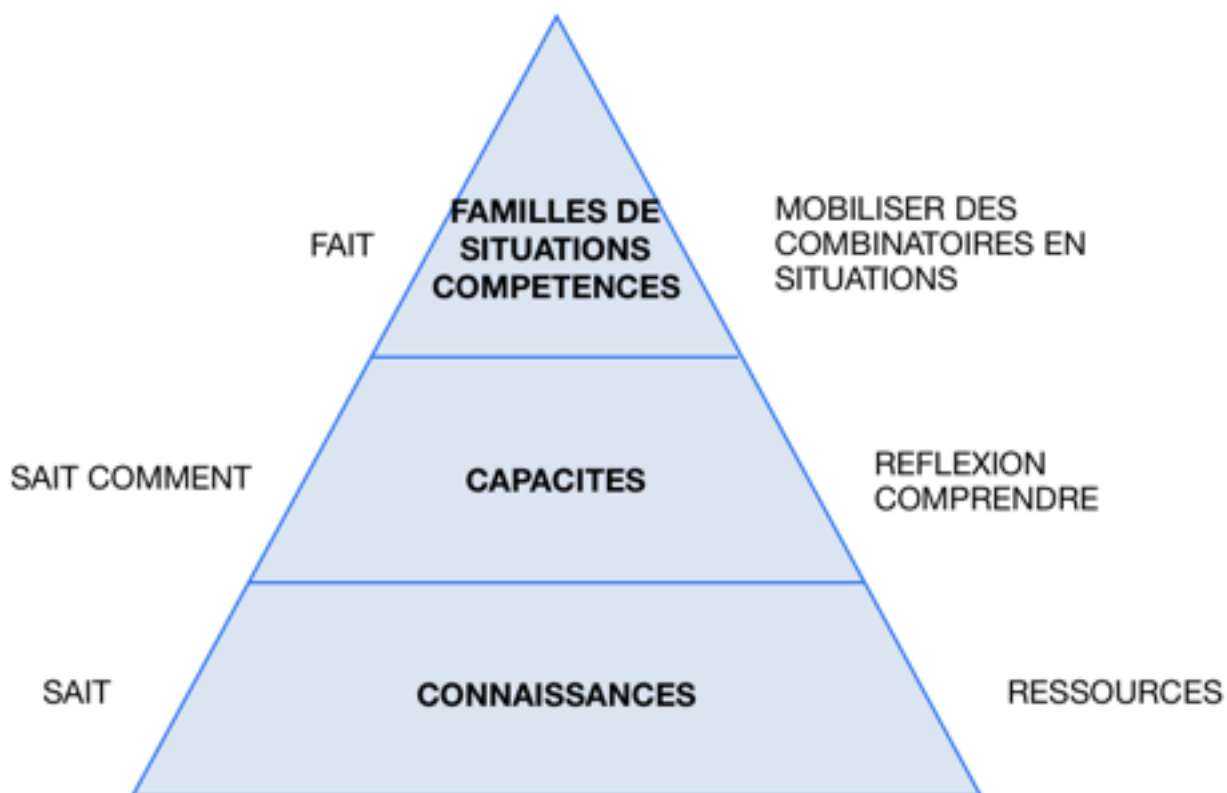 FAIT
FAMILLES DE
SITUATIONS
COMPETENCES
MOBILISER DES
COMBINATOIRES EN
SITUATIONS
SAIT COMMENT
CAPACITES
REFLEXION
COMPRENDRE
SAIT
CONNAISSANCES
RESSOURCES